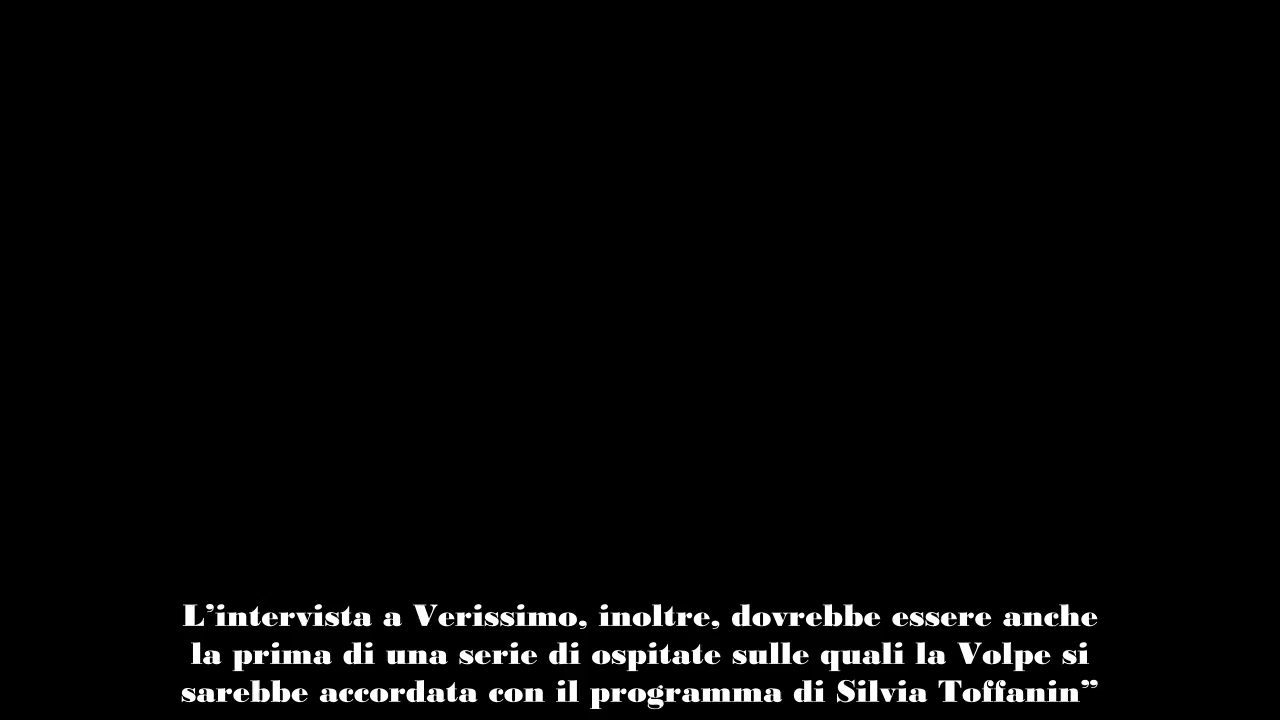 L’intervista a Verissimo, inoltre, dovrebbe essere anche
la prima di una serie di ospitate sulle quali la Volpe si
sarebbe accordata con il programma di Silvia Toffanin”